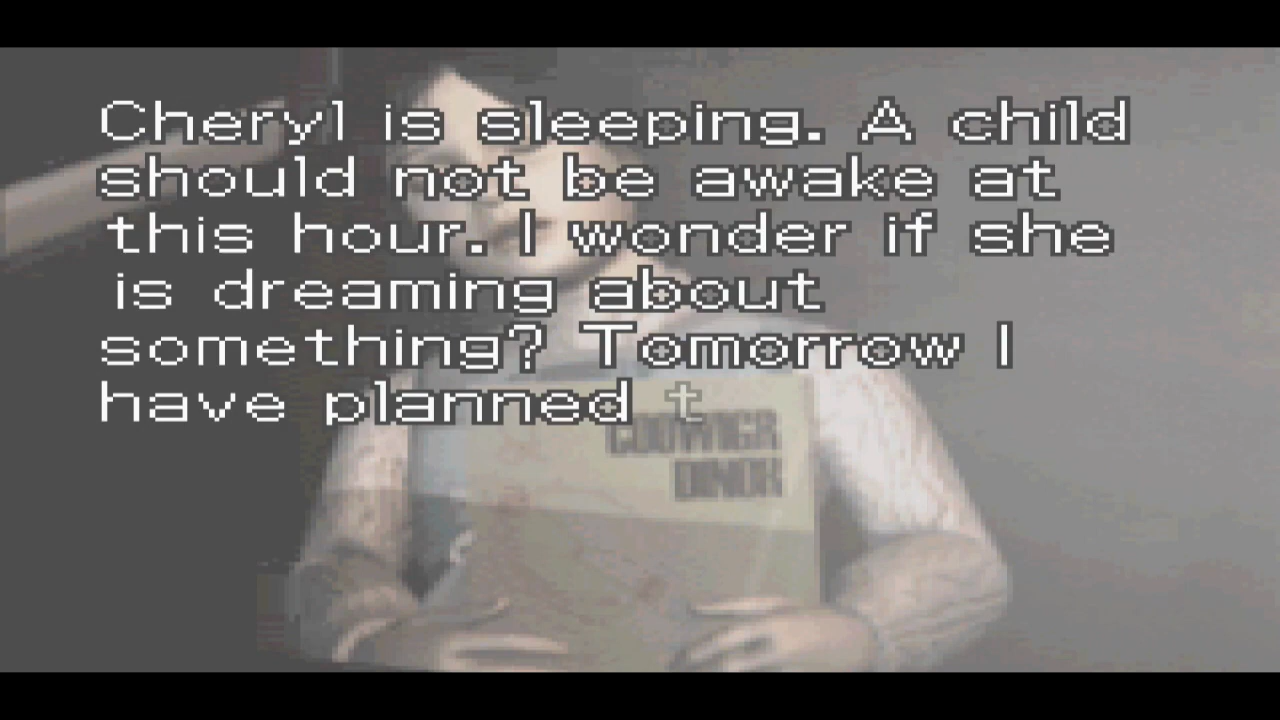 Cheryl is sleeping. A child
should not be awake at
this hour. I wonder if she
is dreaming about
something? Tomorrow I
have planned t